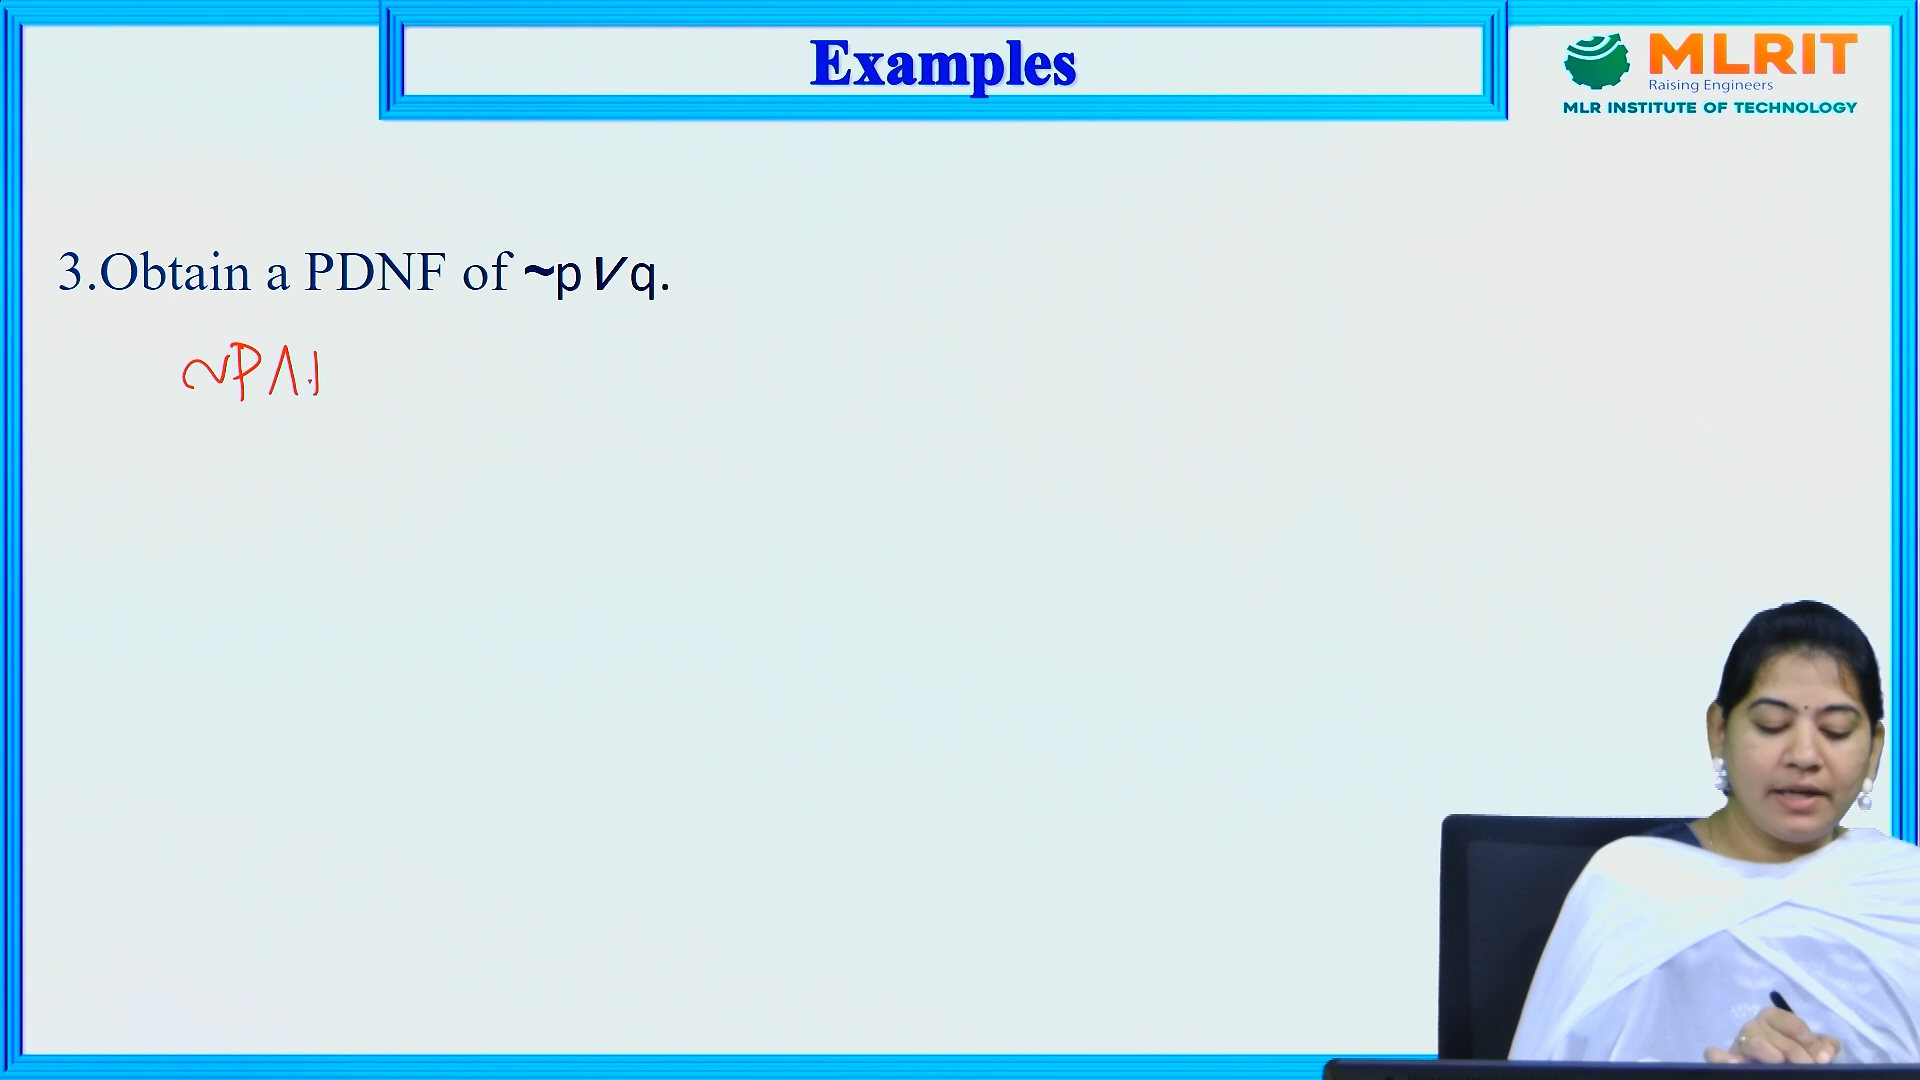 Examples
MLRIT
Raising Engineers
MLR INSTITUTE OF TECHNOLOGY
3.Obtain a PDNF of ~p∨q.
~P∧